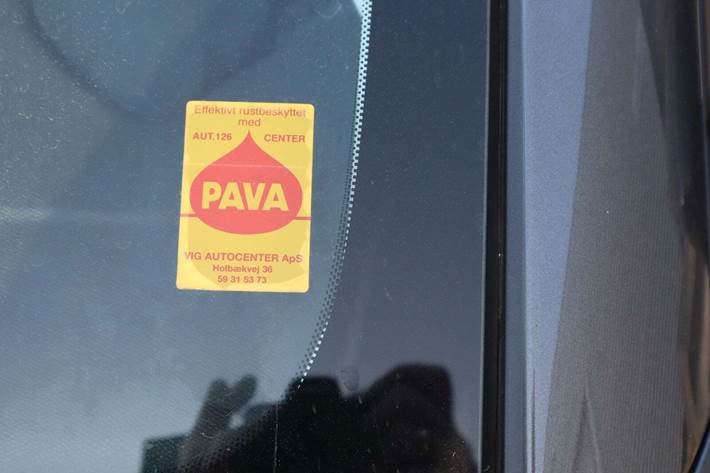 Effektivt rustbeskyttet
med
AUT.126 CENTER
PAVA
VIG AUTOCENTER ApS
Holbækvej 36
59 31 53 73